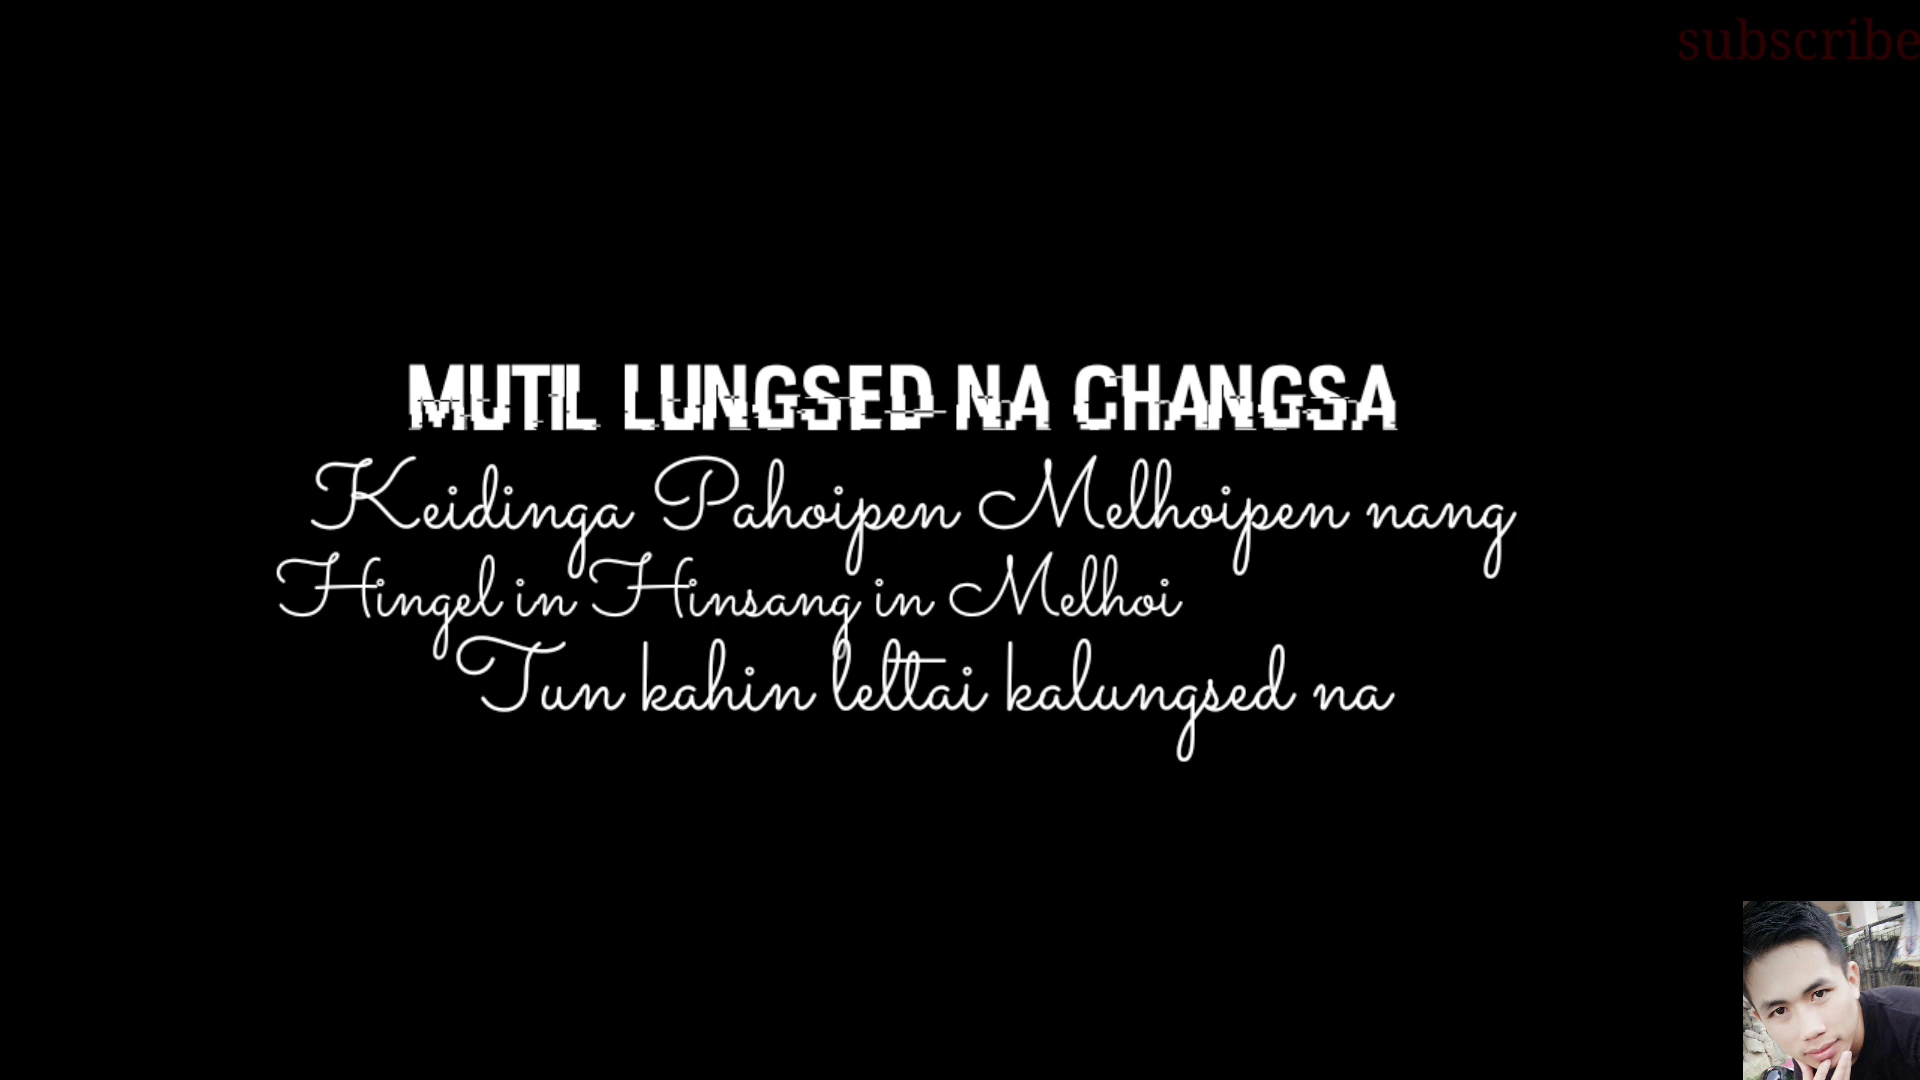 subscribe
MUTIL LUNGSED NA CHANGSA
Keidinga Pahoipen Melhoipen nang
Hingel in Hinsang in Melhoi
Tun kahin lettai kalungsed na